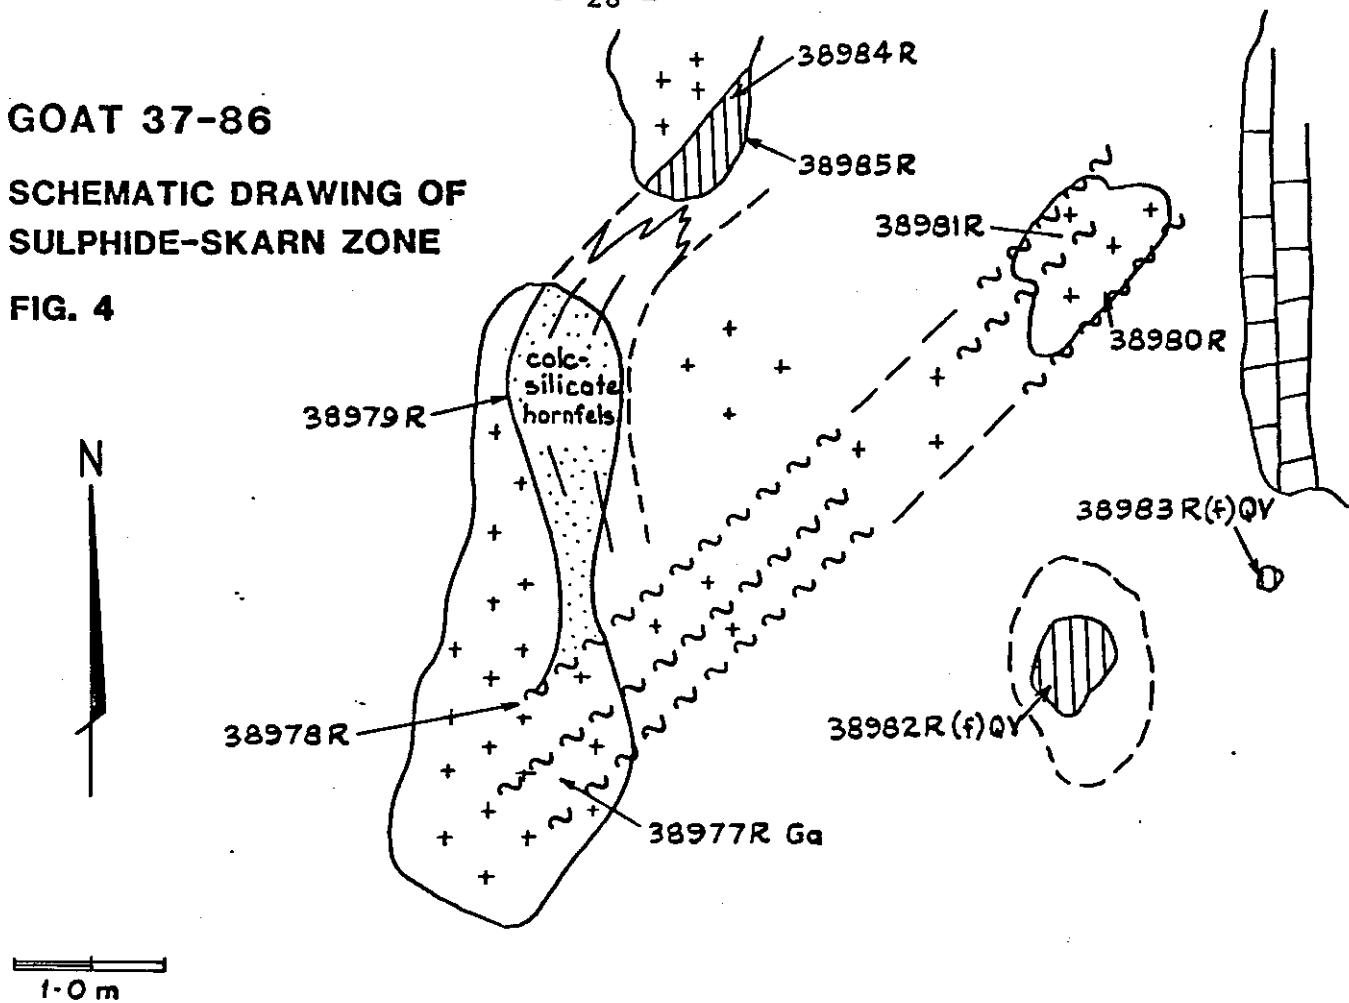 - 28 -
GOAT 37-86
SCHEMATIC DRAWING OF
SULPHIDE-SKARN ZONE
FIG. 4
38984R
38985R
38981R
38980R
calc-
silicate
hornfels
38979R
N
38983R(f)QV
38978R
38982R(f)QV
38977R Ga
1.0 m